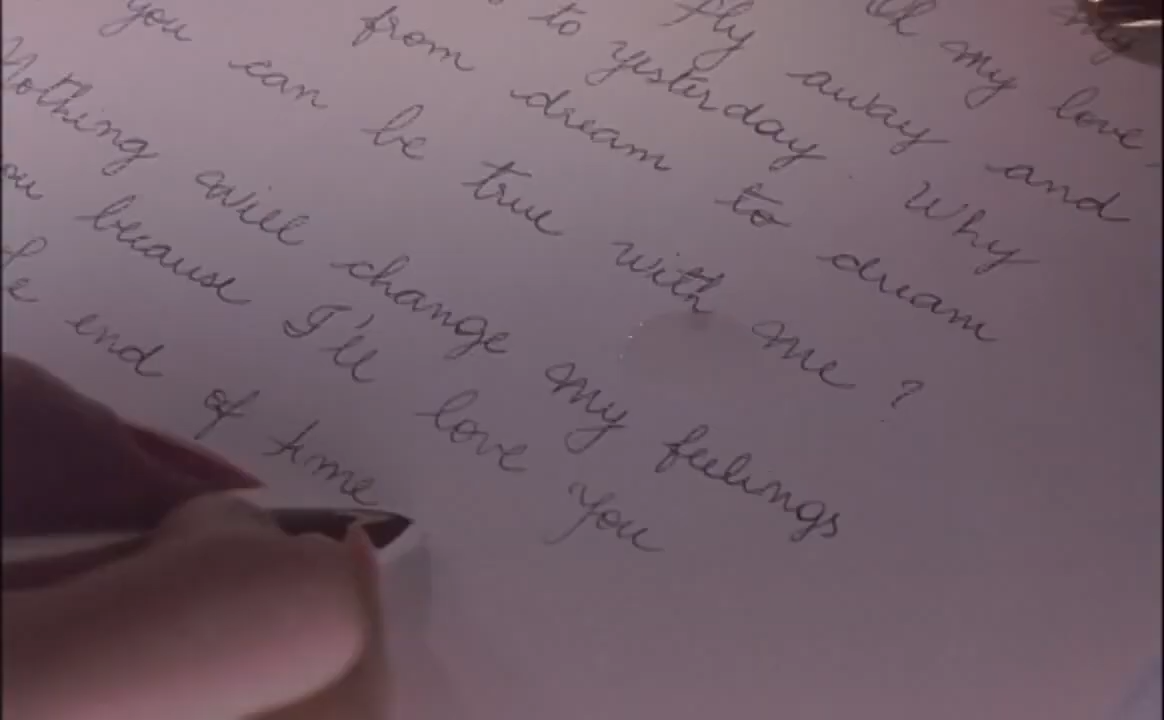 my
my love,
fly away and
to yesterday. Why
from dream to dream
you can be true with me ?
Nothing will change my feelings
because I'll love you
end of time